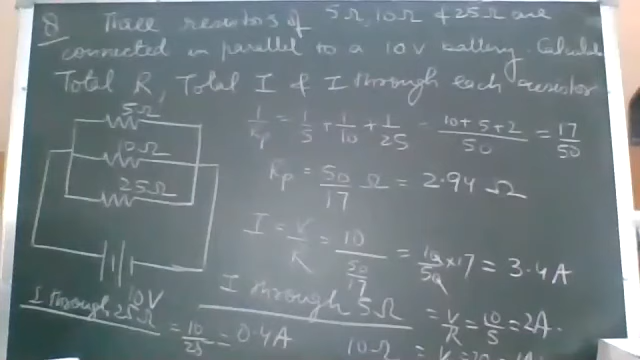 Q Three resistors of 5Ω, 10Ω & 25Ω are
connected in parallel to a 10V battery. Calculate
Total R, Total I & I through each resistor
5Ω
10Ω
25Ω
10V
1/Rp = 1/5 + 1/10 + 1/25 = 10+5+2/50 = 17/50
Rp = 50/17 Ω = 2.94 Ω
I = V/R = 10/50/17 = 10/50 × 17 = 3.4 A
I through 5Ω = V/R = 10/5 = 2A.
I through 25Ω = 10/25 = 0.4A
10Ω =